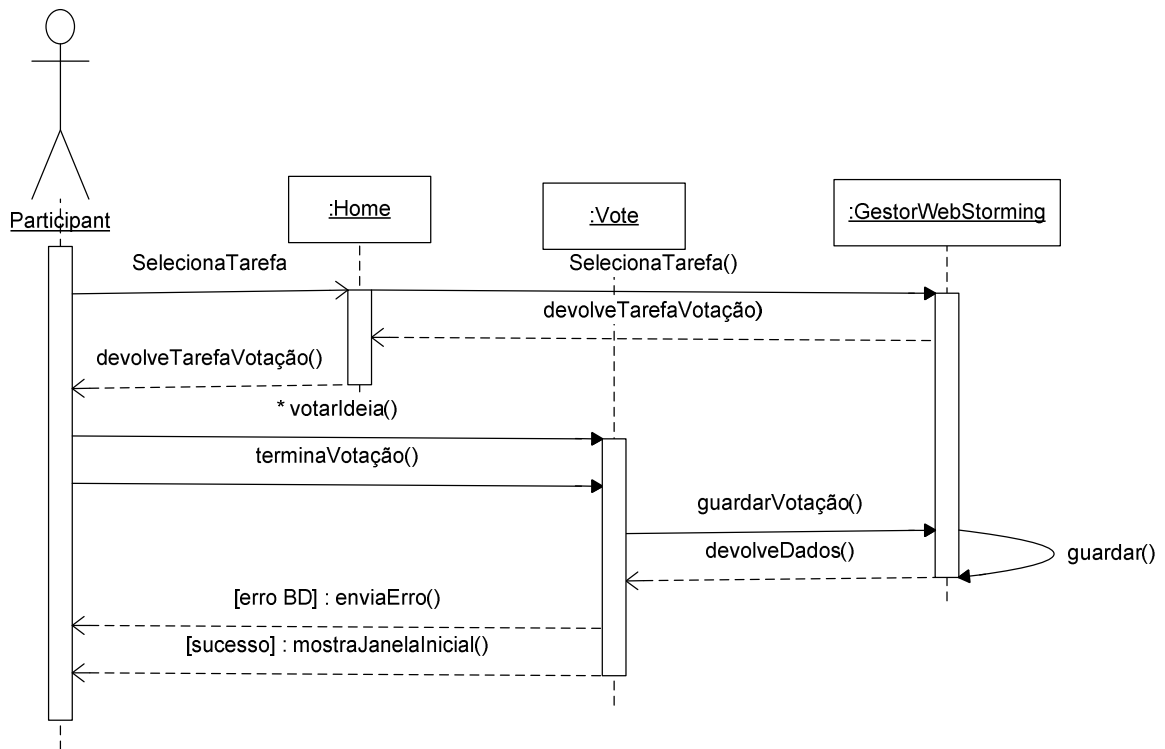 Participant
:Home
:Vote
:GestorWebStorming
SelecionaTarefa
SelecionaTarefa()
devolveTarefaVotação)
devolveTarefaVotação()
* votarIdeia()
terminaVotação()
guardarVotação()
devolveDados()
guardar()
[erro BD] : enviaErro()
[sucesso] : mostraJanelaInicial()